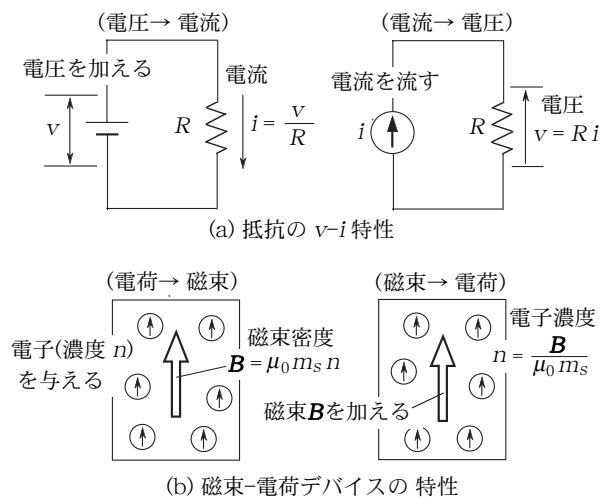 (電圧→ 電流)
電圧を加える
電流
v
R
i = v/R
(電流→ 電圧)
電流を流す
電圧
i
R
v = R i
(a) 抵抗の v−i 特性
(電荷→ 磁束)
電子(濃度 n)
を与える
磁束密度
B = μ₀ mₛ n
(磁束→ 電荷)
電子濃度
n = B/μ₀ mₛ
磁束Bを加える
(b) 磁束−電荷デバイスの 特性